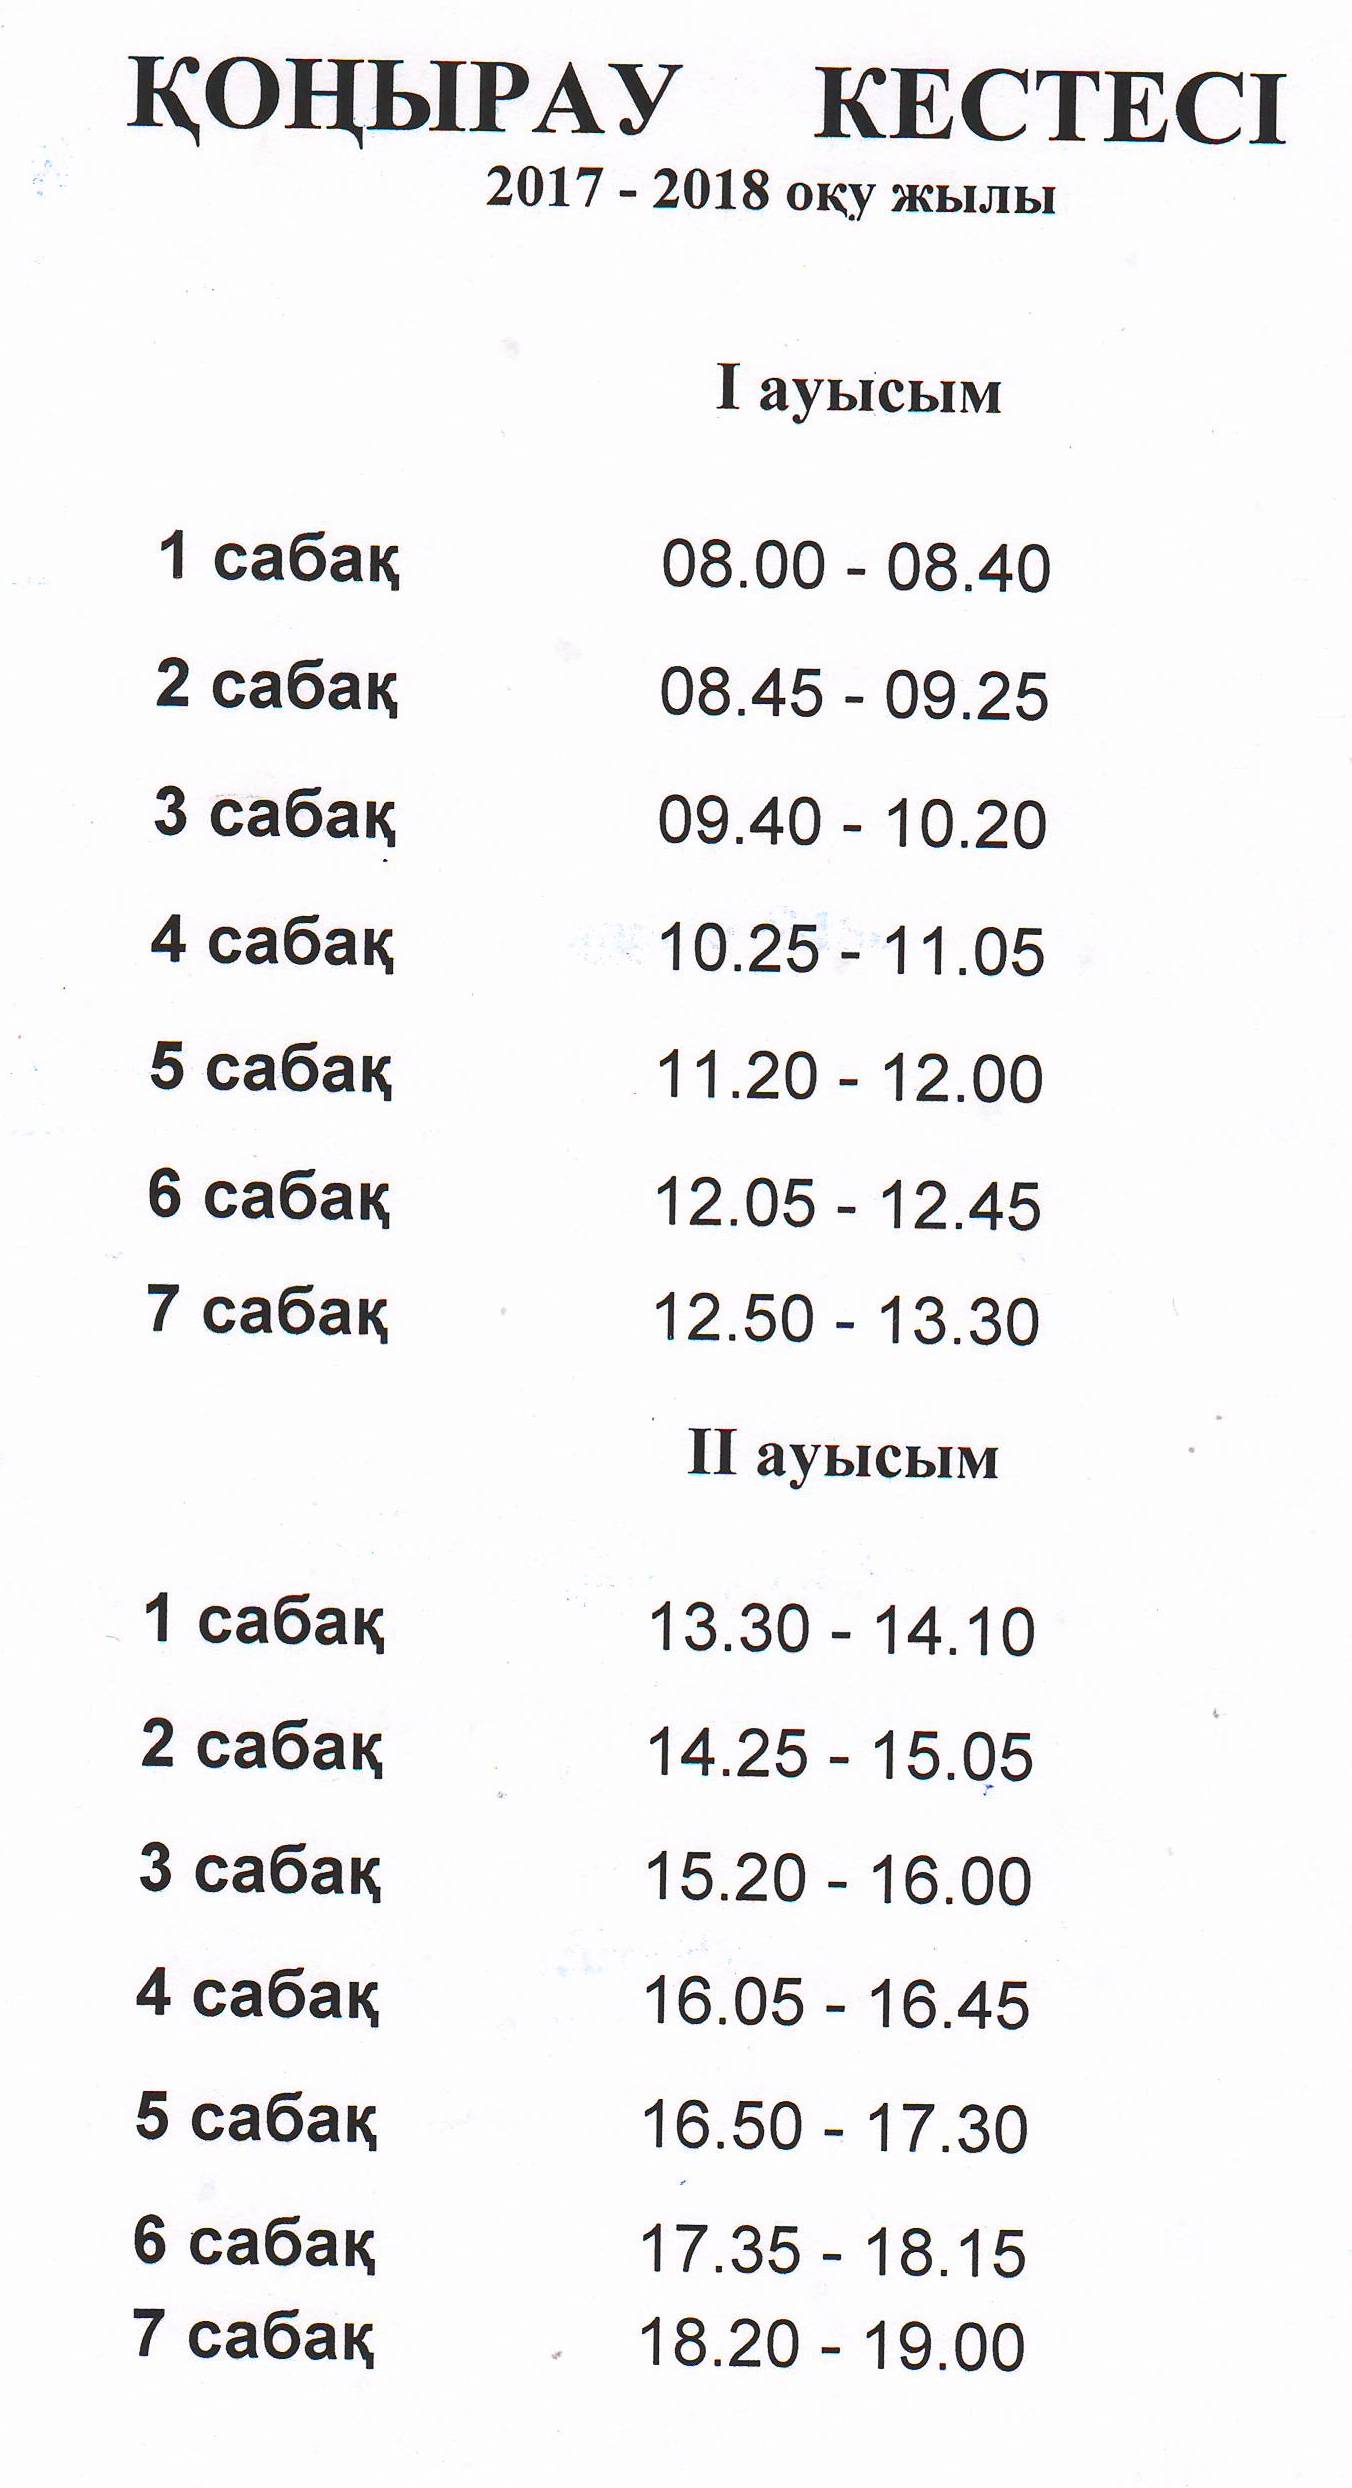 ҚОҢЫРАУ КЕСТЕСІ
2017 - 2018 оқу жылы
I ауысым
1 сабақ 08.00 - 08.40
2 сабақ 08.45 - 09.25
3 сабақ 09.40 - 10.20
4 сабақ 10.25 - 11.05
5 сабақ 11.20 - 12.00
6 сабақ 12.05 - 12.45
7 сабақ 12.50 - 13.30
II ауысым
1 сабақ 13.30 - 14.10
2 сабақ 14.25 - 15.05
3 сабақ 15.20 - 16.00
4 сабақ 16.05 - 16.45
5 сабақ 16.50 - 17.30
6 сабақ 17.35 - 18.15
7 сабақ 18.20 - 19.00